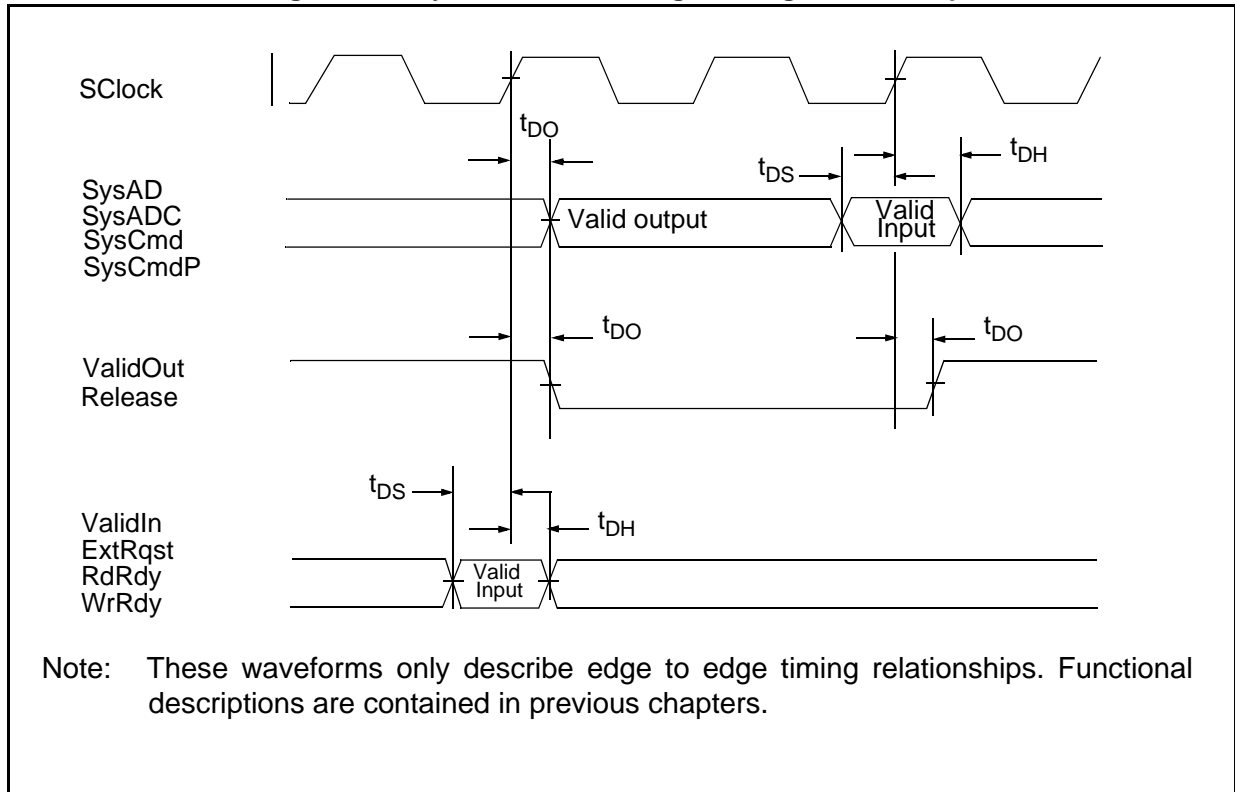 SClock
tDO
tDS
tDH
SysAD
SysADC
SysCmd
SysCmdP
Valid output
Valid
Input
tDO
tDO
ValidOut
Release
tDS
tDH
ValidIn
ExtRqst
RdRdy
WrRdy
Valid
Input
Note: These waveforms only describe edge to edge timing relationships. Functional
descriptions are contained in previous chapters.